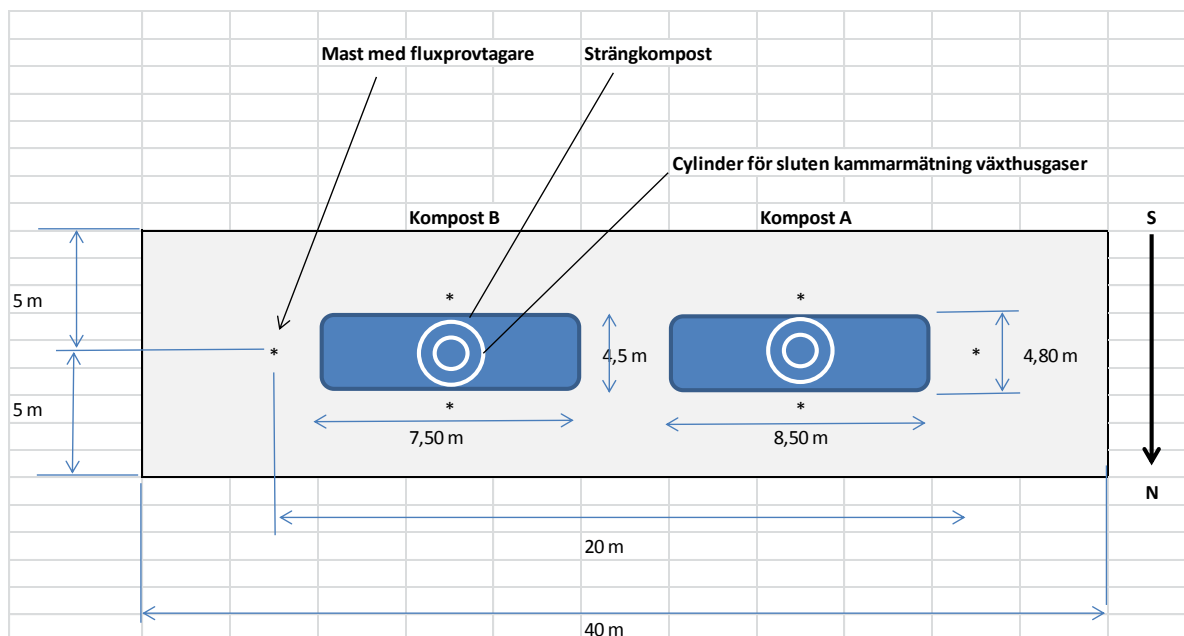 Mast med fluxprovtagare
Strängkompost
Cylinder för sluten kammarmätning växthusgaser
Kompost B
Kompost A
S
*
*
5 m
*
4,5 m
*
4,80 m
*
*
5 m
7,50 m
8,50 m
N
20 m
40 m